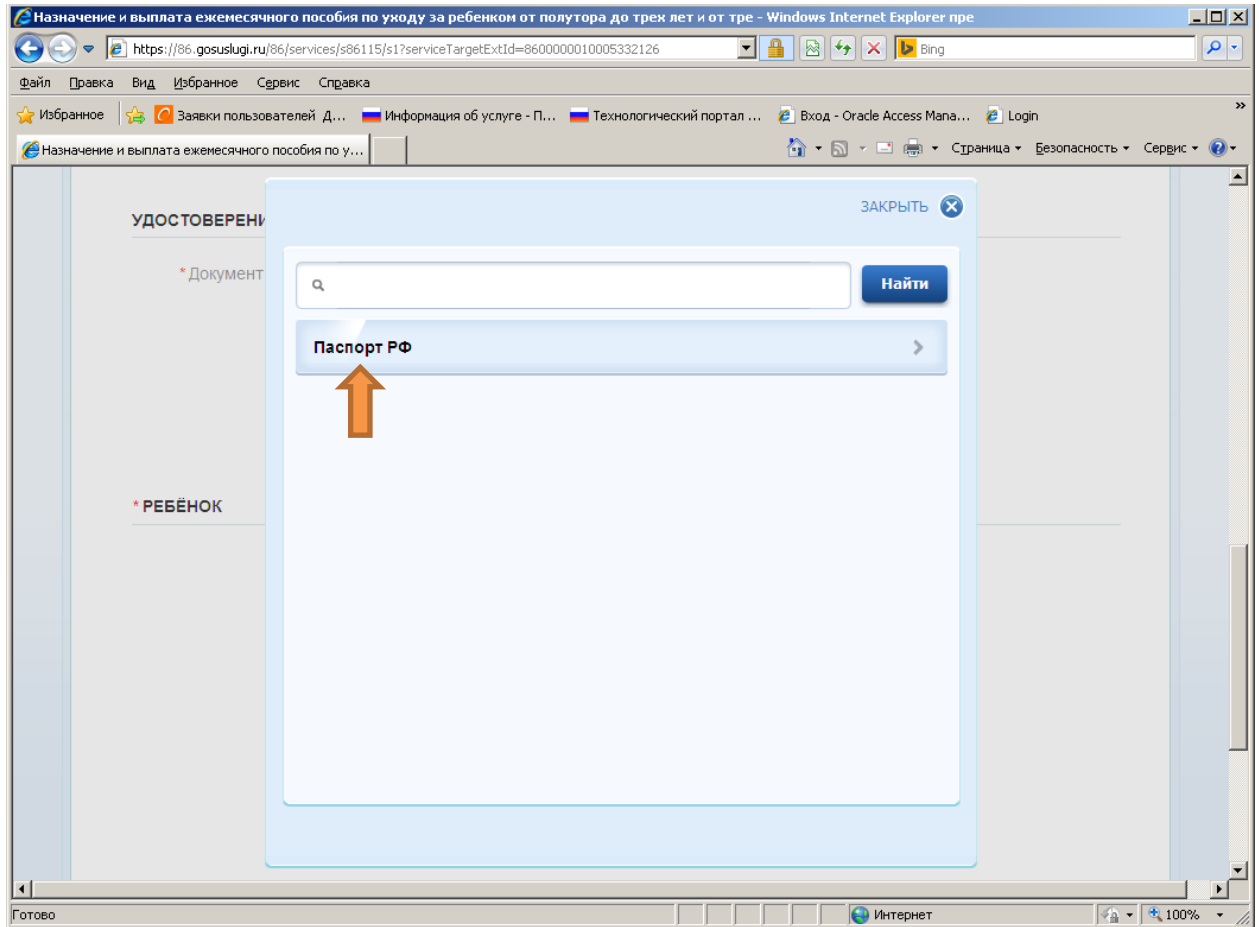 Назначение и выплата ежемесячного пособия по уходу за ребенком от полутора до трех лет и от тре - Windows Internet Explorer пре
https://86.gosuslugi.ru/86/services/s86115/s1?serviceTargetExtId=8600000010005332126 Bing
Файл Правка Вид Избранное Сервис Справка
Избранное Заявки пользователей Д... Информация об услуге - П... Технологический портал ... Вход - Oracle Access Mana... Login »
Назначение и выплата ежемесячного пособия по у... Страница Безопасность Сервис
ЗАКРЫТЬ
УДОСТОВЕРЕНИ
* Документ
Найти
Паспорт РФ
* РЕБЁНОК
Готово Интернет 100%